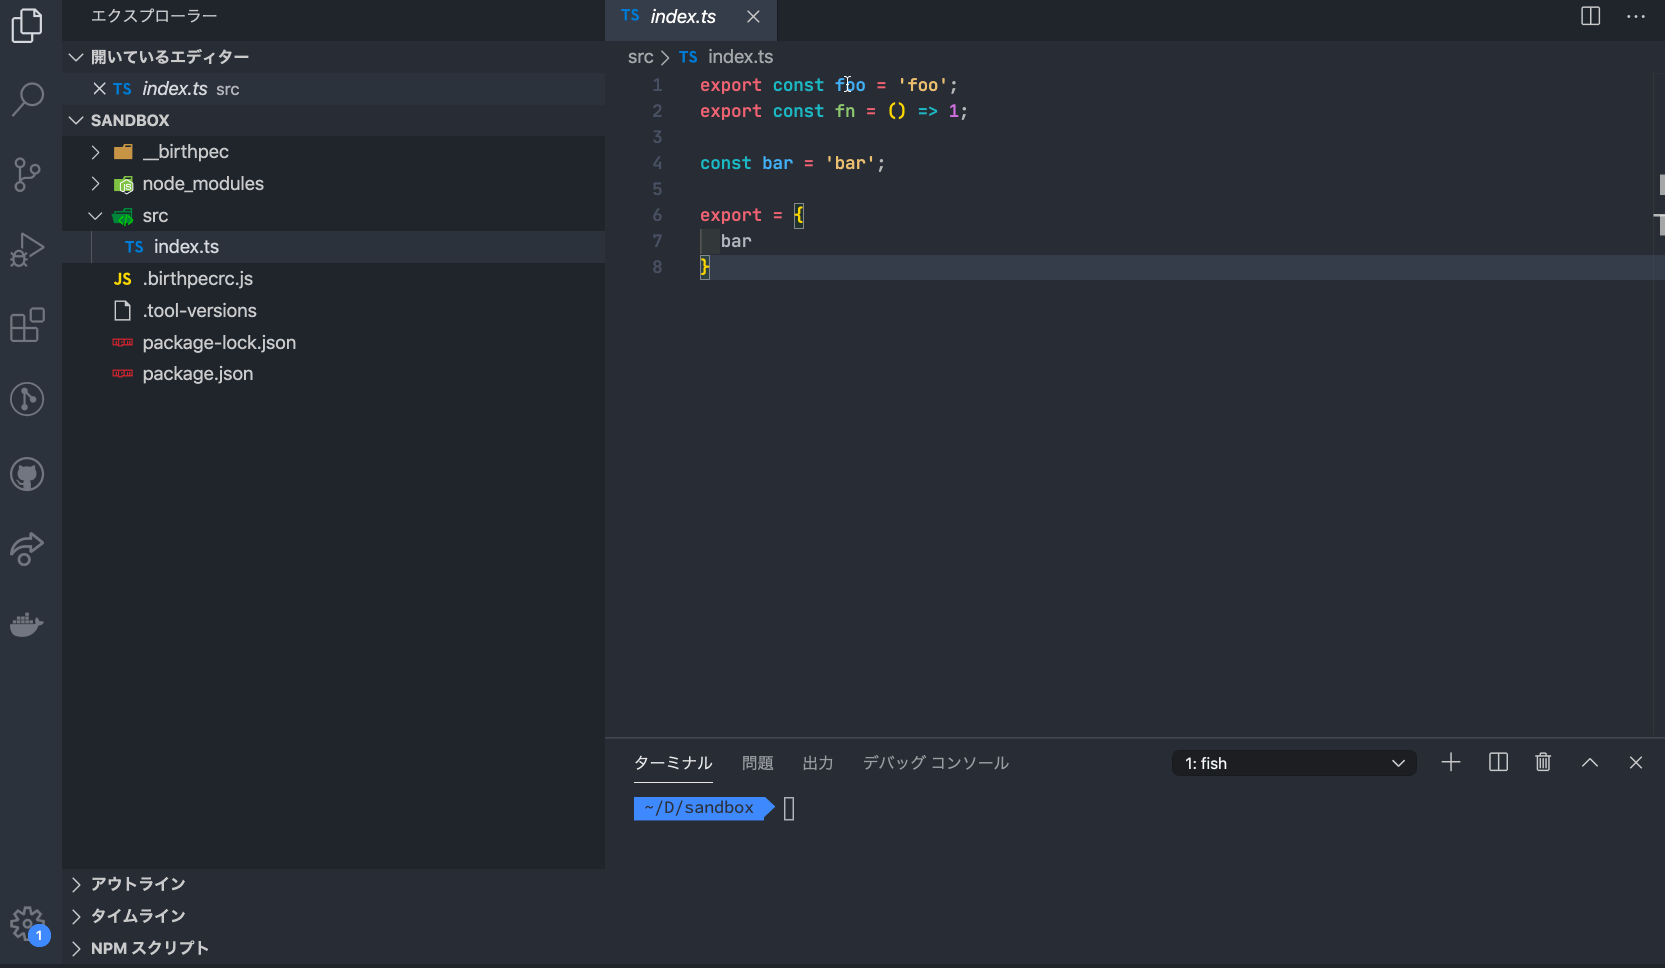 エクスプローラー
開いているエディター
TS index.ts src
SANDBOX
__birthpec
node_modules
src
TS index.ts
JS .birthpecrc.js
.tool-versions
package-lock.json
package.json
アウトライン
タイムライン
NPM スクリプト
1
TS index.ts
src > TS index.ts
1 export const foo = 'foo';
2 export const fn = () => 1;
3
4 const bar = 'bar';
5
6 export = {
7 bar
8 }
ターミナル 問題 出力 デバッグ コンソール 1: fish
~/D/sandbox